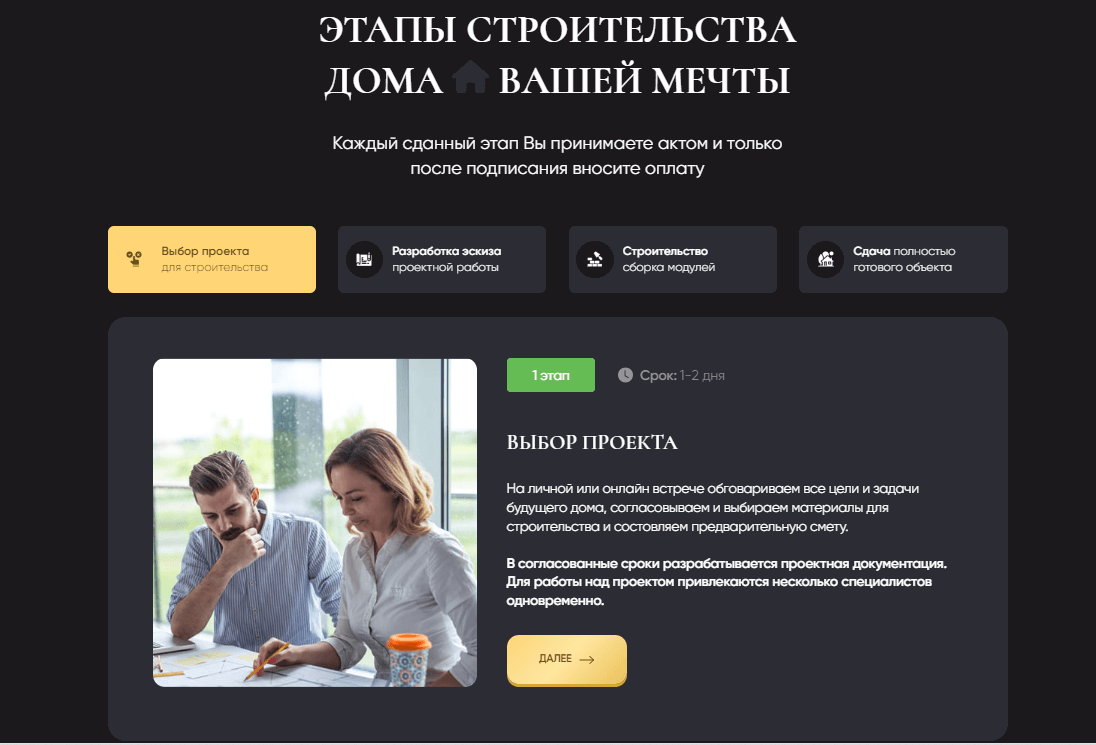 ЭТАПЫ СТРОИТЕЛЬСТВА
ДОМА ВАШЕЙ МЕЧТЫ
Каждый сданный этап Вы принимаете актом и только
после подписания вносите оплату
Выбор проекта
для строительства
Разработка эскиза
проектной работы
Строительство
сборка модулей
Сдача полностью
готового объекта
1 этап
Срок: 1-2 дня
ВЫБОР ПРОЕКТА
На личной или онлайн встрече обговариваем все цели и задачи
будущего дома, согласовываем и выбираем материалы для
строительства и состовляем предварительную смету.
В согласованные сроки разрабатывается проектная документация.
Для работы над проектом привлекаются несколько специалистов
одновременно.
ДАЛЕЕ